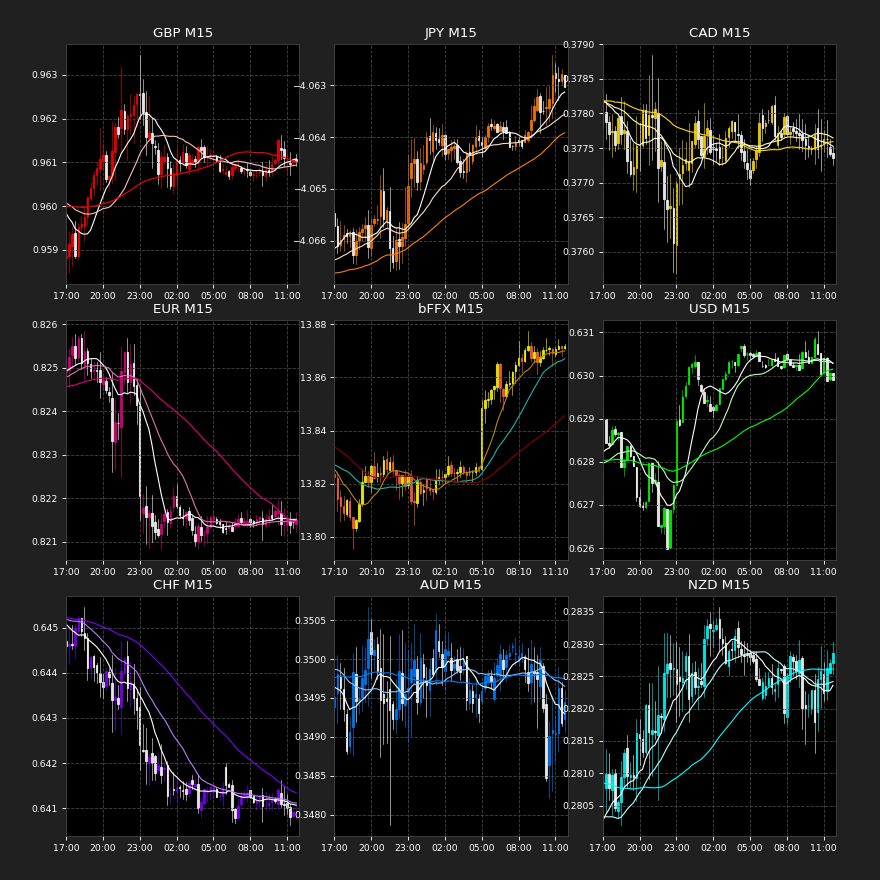 GBP M15
JPY M15
CAD M15
0.963
0.962
0.961
0.960
0.959
17:00 20:00 23:00 02:00 05:00 08:00 11:00
−4.063
−4.064
−4.065
−4.066
17:00 20:00 23:00 02:00 05:00 08:00 11:00
0.3790
0.3785
0.3780
0.3775
0.3770
0.3765
0.3760
17:00 20:00 23:00 02:00 05:00 08:00 11:00
EUR M15
bFFX M15
USD M15
0.826
0.825
0.824
0.823
0.822
0.821
17:00 20:00 23:00 02:00 05:00 08:00 11:00
13.88
13.86
13.84
13.82
13.80
17:10 20:10 23:10 02:10 05:10 08:10 11:10
0.631
0.630
0.629
0.628
0.627
0.626
17:00 20:00 23:00 02:00 05:00 08:00 11:00
CHF M15
AUD M15
NZD M15
0.645
0.644
0.643
0.642
0.641
17:00 20:00 23:00 02:00 05:00 08:00 11:00
0.3505
0.3500
0.3495
0.3490
0.3485
0.3480
17:00 20:00 23:00 02:00 05:00 08:00 11:00
0.2835
0.2830
0.2825
0.2820
0.2815
0.2810
0.2805
17:00 20:00 23:00 02:00 05:00 08:00 11:00